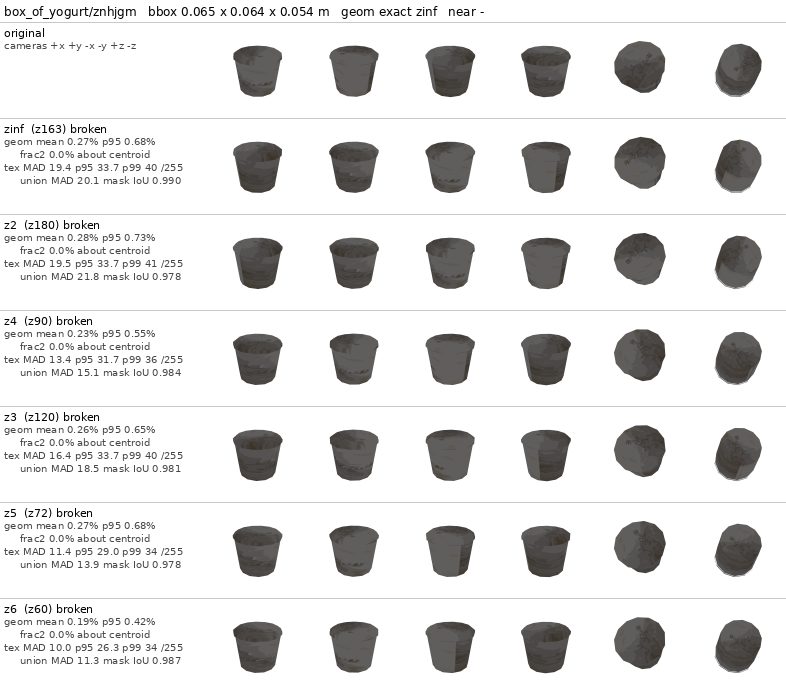 box_of_yogurt/znhjgm bbox 0.065 x 0.064 x 0.054 m geom exact zinf near -
original
cameras +x +y -x -y +z -z
zinf (z163) broken
geom mean 0.27% p95 0.68%
frac2 0.0% about centroid
tex MAD 19.4 p95 33.7 p99 40 /255
union MAD 20.1 mask IoU 0.990
z2 (z180) broken
geom mean 0.28% p95 0.73%
frac2 0.0% about centroid
tex MAD 19.5 p95 33.7 p99 41 /255
union MAD 21.8 mask IoU 0.978
z4 (z90) broken
geom mean 0.23% p95 0.55%
frac2 0.0% about centroid
tex MAD 13.4 p95 31.7 p99 36 /255
union MAD 15.1 mask IoU 0.984
z3 (z120) broken
geom mean 0.26% p95 0.65%
frac2 0.0% about centroid
tex MAD 16.4 p95 33.7 p99 40 /255
union MAD 18.5 mask IoU 0.981
z5 (z72) broken
geom mean 0.27% p95 0.68%
frac2 0.0% about centroid
tex MAD 11.4 p95 29.0 p99 34 /255
union MAD 13.9 mask IoU 0.978
z6 (z60) broken
geom mean 0.19% p95 0.42%
frac2 0.0% about centroid
tex MAD 10.0 p95 26.3 p99 34 /255
union MAD 11.3 mask IoU 0.987